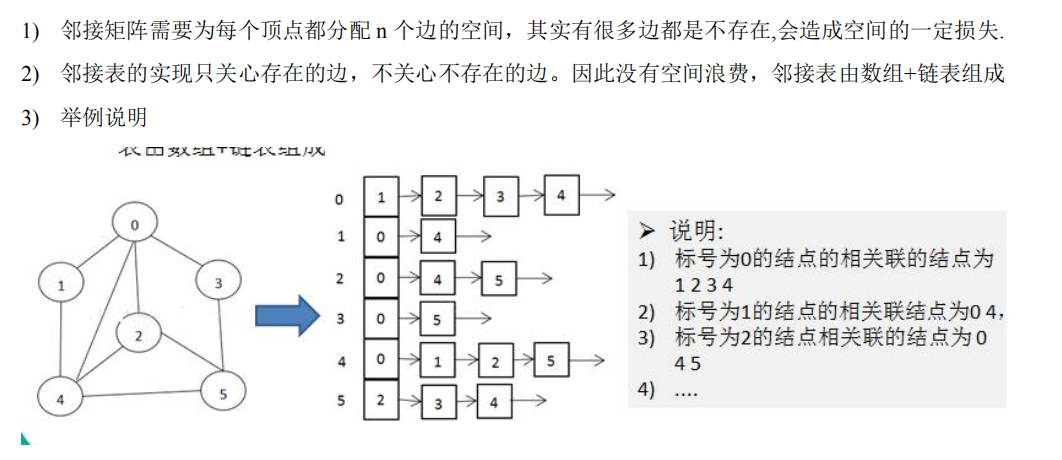 1) 邻接矩阵需要为每个顶点都分配 n 个边的空间，其实有很多边都是不存在,会造成空间的一定损失.
2) 邻接表的实现只关心存在的边，不关心不存在的边。因此没有空间浪费，邻接表由数组+链表组成
3) 举例说明
表由数组+链表组成
0
1
3
2
4
5
0 1 2 3 4
1 0 4
2 0 4 5
3 0 5
4 0 1 2 5
5 2 3 4
➢ 说明:
1) 标号为0的结点的相关联的结点为
1 2 3 4
2) 标号为1的结点的相关联结点为0 4，
3) 标号为2的结点相关联的结点为 0
4 5
4) ....